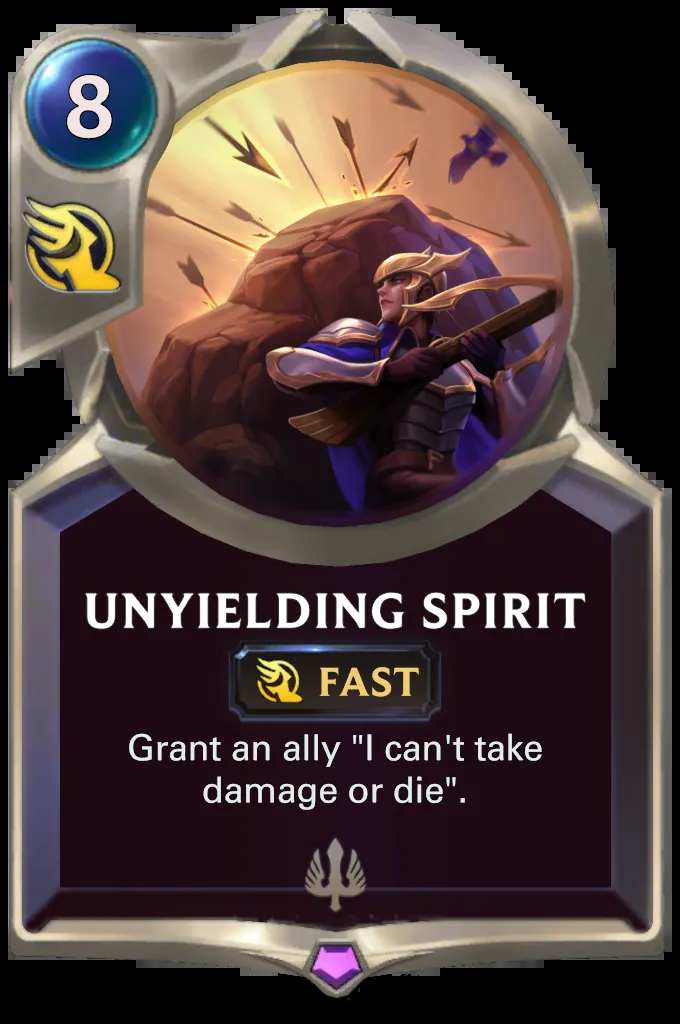 8
UNYIELDING SPIRIT
FAST
Grant an ally "I can't take
damage or die".